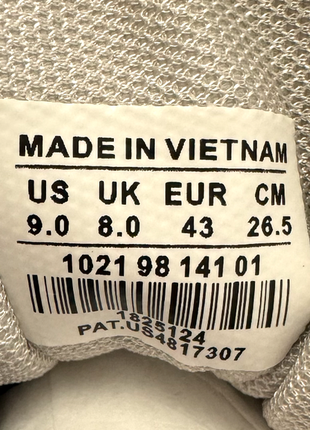 MADE IN VIETNAM
US UK EUR CM
9.0 8.0 43 26.5
1021 98 141 01
1825124
PAT.US4817307